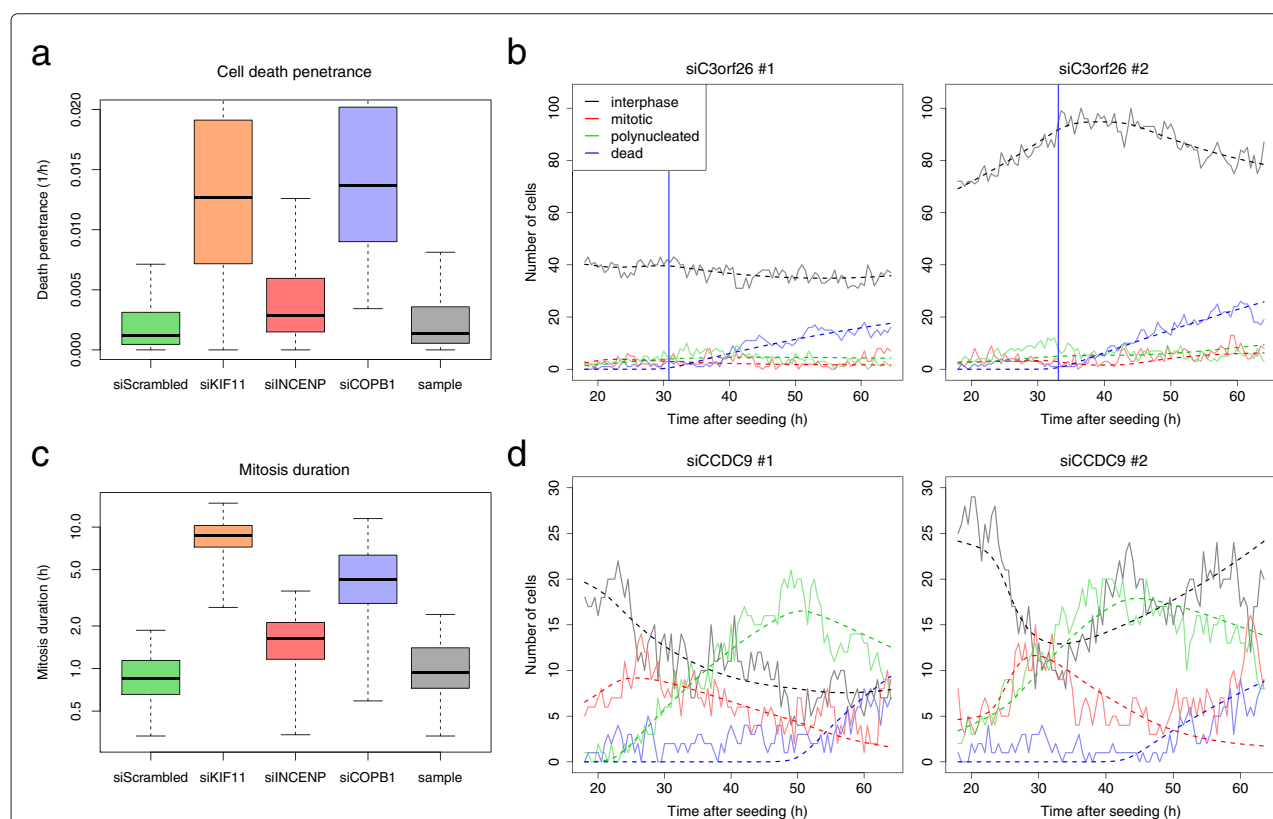 a
Cell death penetrance
Death penetrance (1/h)
0.020
0.015
0.010
0.005
0.000
siScrambled siKIF11 siINCENP siCOPB1 sample
b
siC3orf26 #1
siC3orf26 #2
interphase
mitotic
polynucleated
dead
Number of cells
100
80
60
40
20
0
20 30 40 50 60
Time after seeding (h)
100
80
60
40
20
0
20 30 40 50 60
Time after seeding (h)
c
Mitosis duration
Mitosis duration (h)
10.0
5.0
2.0
1.0
0.5
siScrambled siKIF11 siINCENP siCOPB1 sample
d
siCCDC9 #1
siCCDC9 #2
Number of cells
30
25
20
15
10
5
0
20 30 40 50 60
Time after seeding (h)
30
25
20
15
10
5
0
20 30 40 50 60
Time after seeding (h)